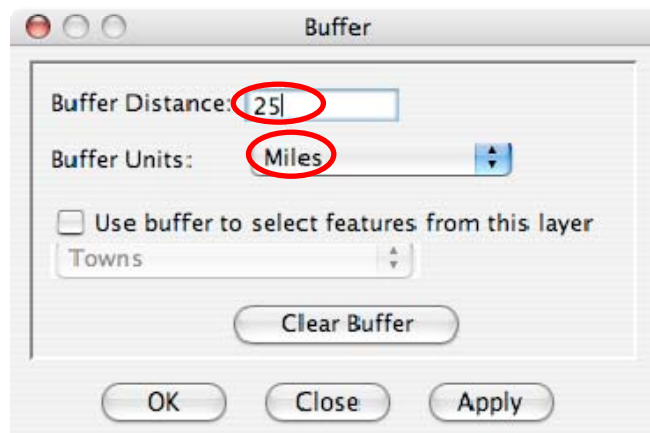 Buffer
Buffer Distance: 25
Buffer Units: Miles
Use buffer to select features from this layer
Towns
Clear Buffer
OK Close Apply